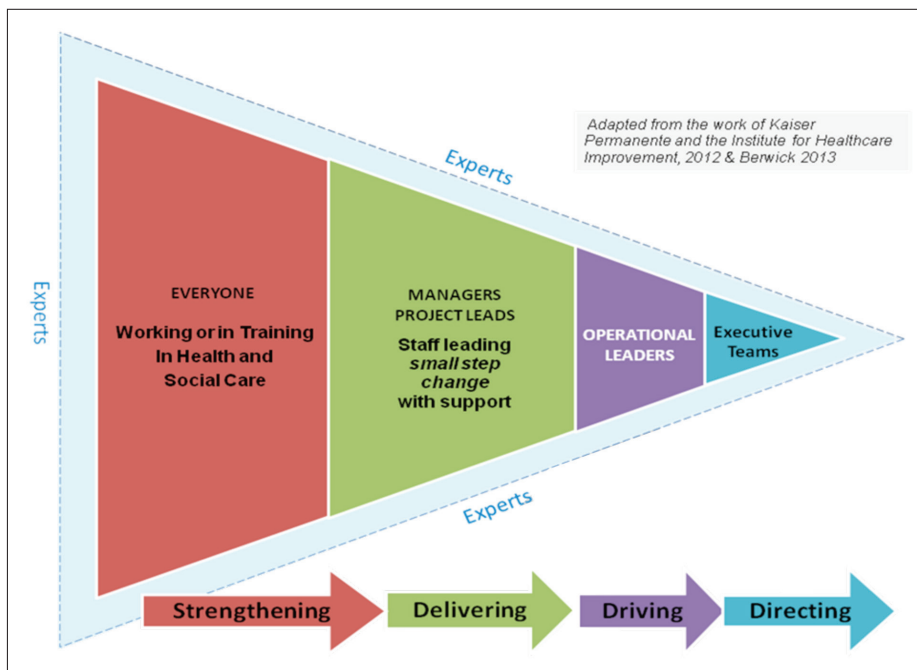 Adapted from the work of Kaiser
Permanente and the Institute for Healthcare
Improvement, 2012 & Berwick 2013
Experts
Experts
EVERYONE
Working or in Training
In Health and
Social Care
MANAGERS
PROJECT LEADS
Staff leading
small step
change
with support
OPERATIONAL
LEADERS
Executive
Teams
Experts
Strengthening
Delivering
Driving
Directing